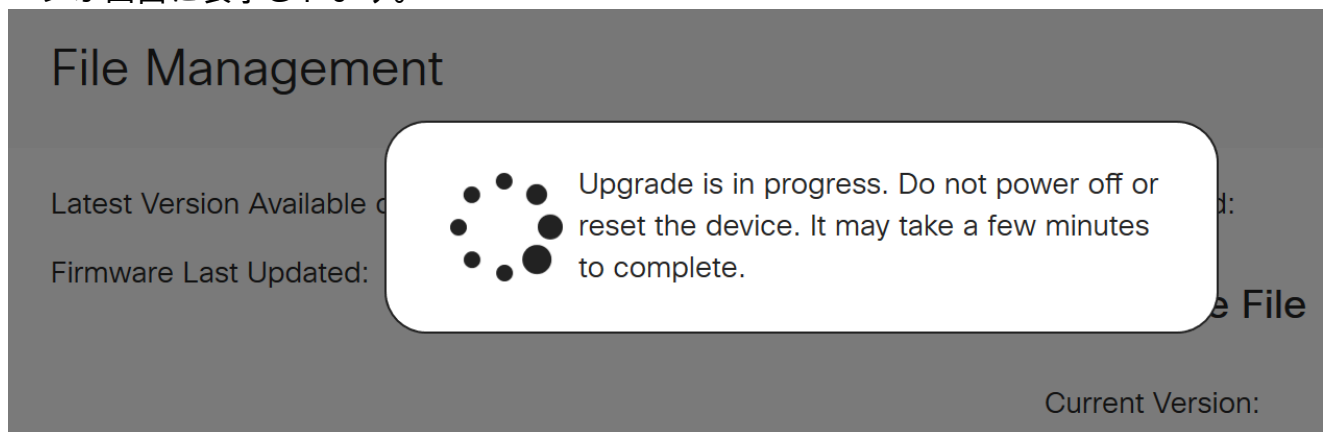 File Management
Upgrade is in progress. Do not power off or
Latest Version Available
reset the device. It may take a few minutes
Firmware Last Updated:
to complete.
File
Current Version: